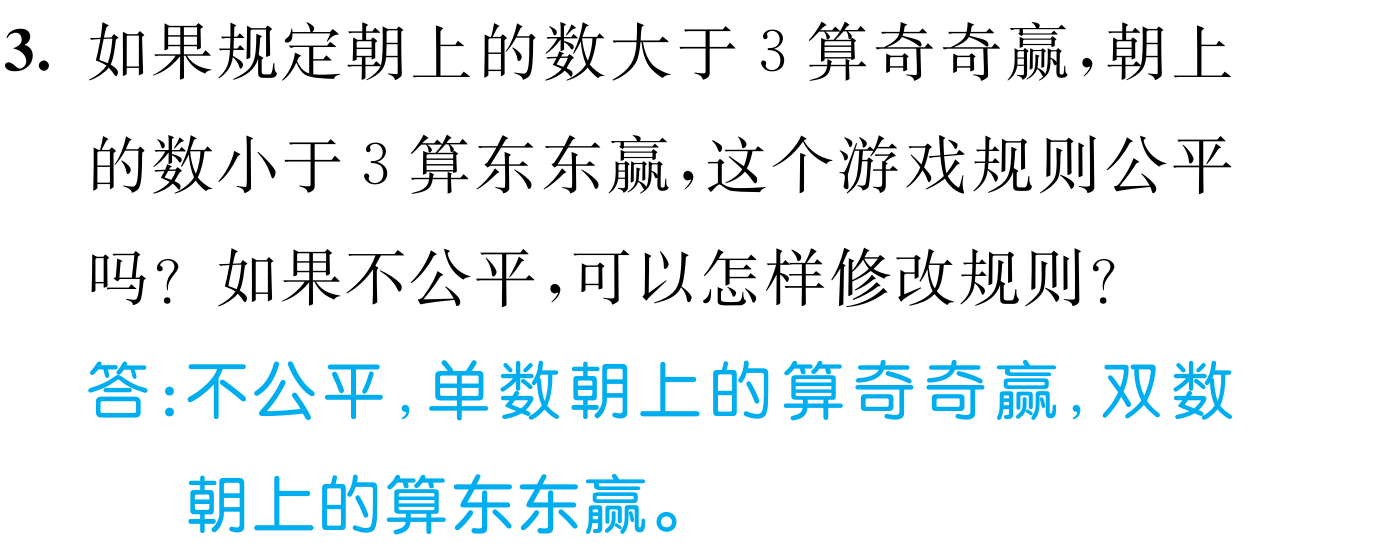 3. 如果规定朝上的数大于 3 算奇奇赢,朝上
的数小于 3 算东东赢,这个游戏规则公平
吗? 如果不公平,可以怎样修改规则?
答:不公平,单数朝上的算奇奇赢,双数
朝上的算东东赢。